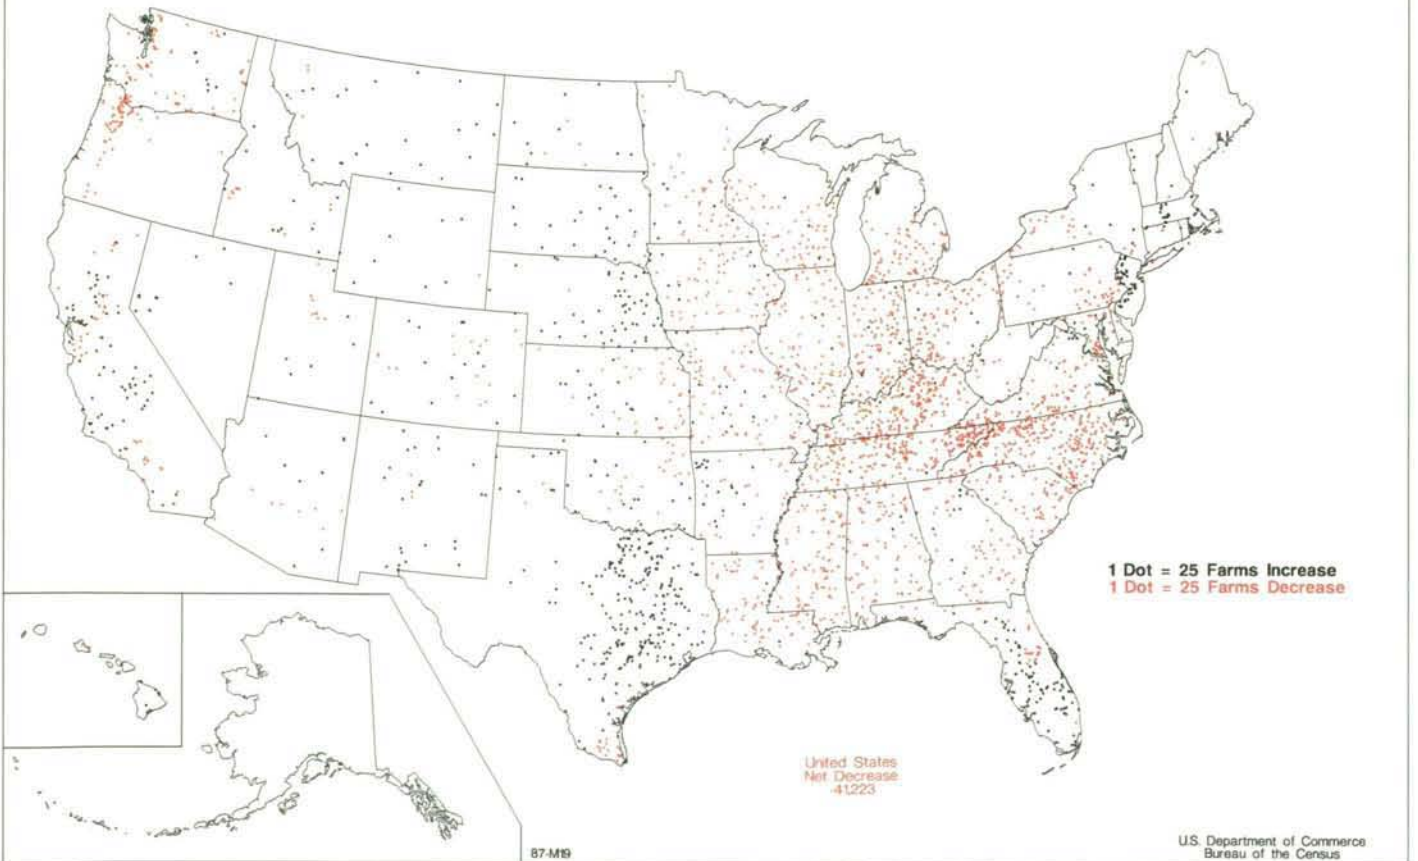 1 Dot = 25 Farms Increase
1 Dot = 25 Farms Decrease
United States
Net Decrease
41,223
87-M19
U.S. Department of Commerce
Bureau of the Census